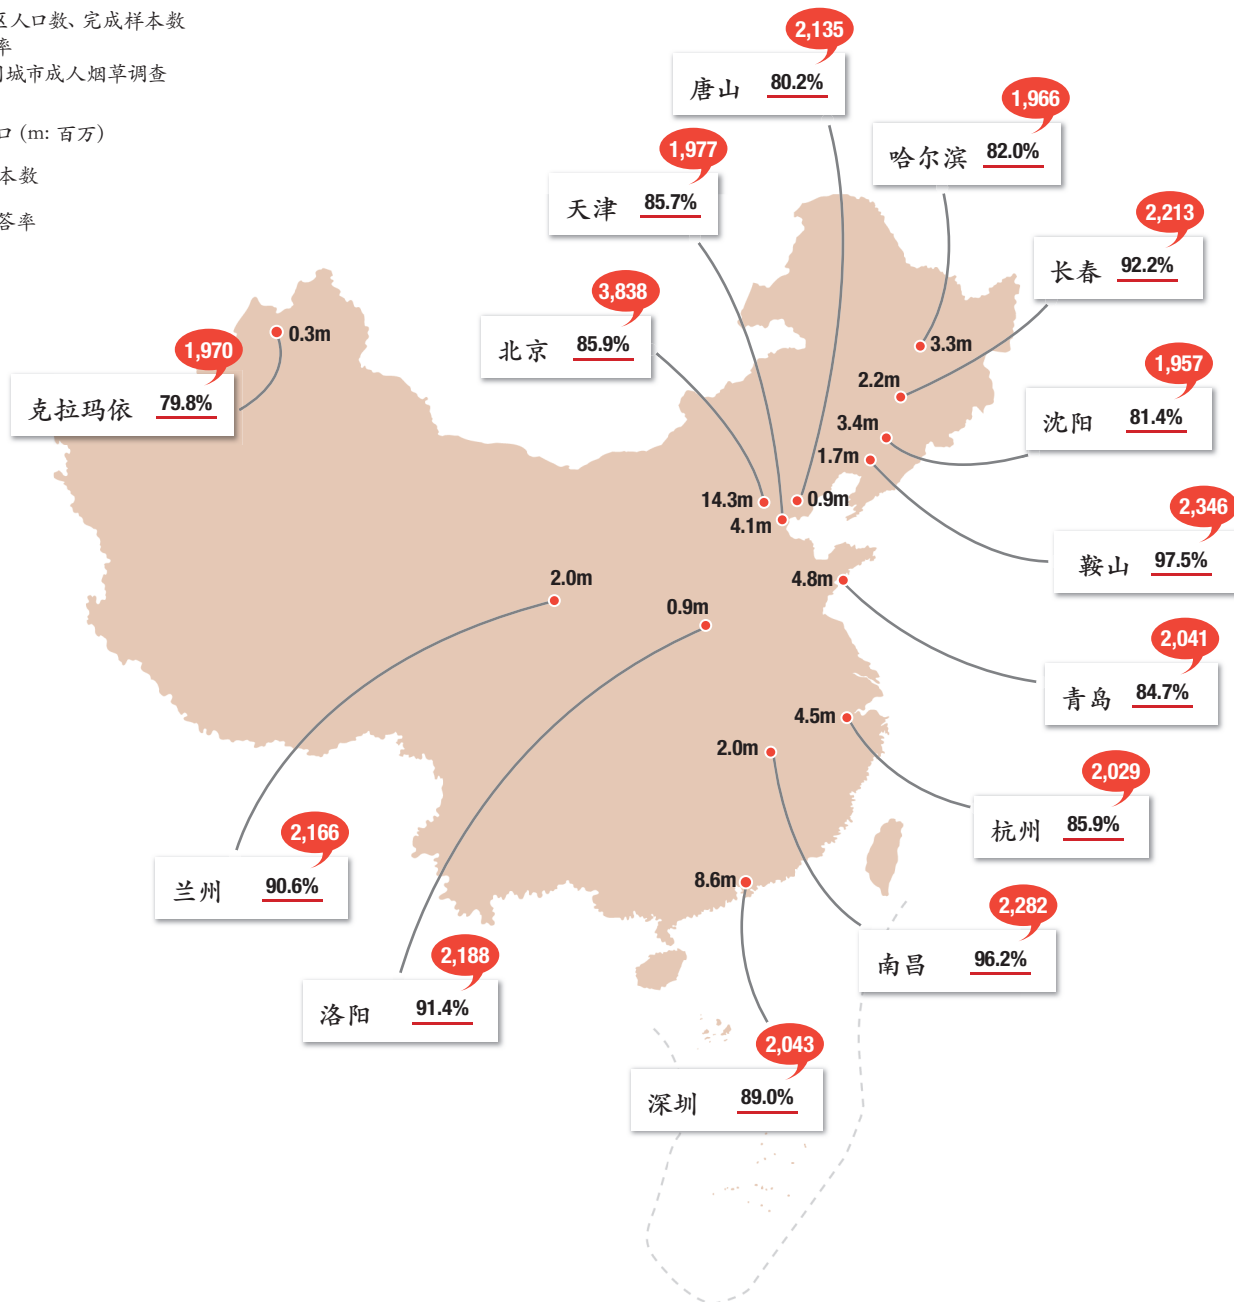 区人口数、完成样本数
率
城市成人烟草调查
口 (m: 百万)
本数
答率
2,135
唐山 80.2%
1,966
哈尔滨 82.0%
1,977
天津 85.7%
2,213
长春 92.2%
3,838
北京 85.9%
0.3m
1,970
克拉玛依 79.8%
3.3m
2.2m
1,957
沈阳 81.4%
3.4m
1.7m
14.3m
0.9m
4.1m
2,346
鞍山 97.5%
2.0m
4.8m
0.9m
2,041
青岛 84.7%
4.5m
2.0m
2,029
杭州 85.9%
2,166
兰州 90.6%
8.6m
2,282
南昌 96.2%
2,188
洛阳 91.4%
2,043
深圳 89.0%